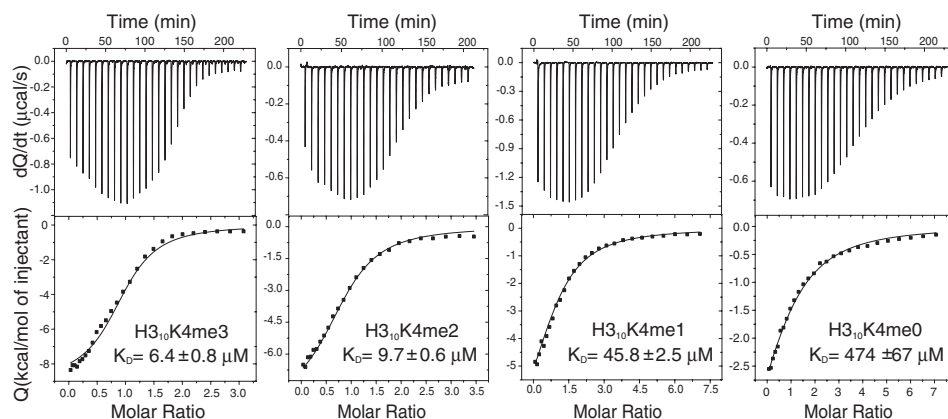 Time (min)
0 50 100 150 200
0.0
-0.2
-0.4
-0.6
-0.8
-1.0
dQ/dt (µcal/s)
0
-2
-4
-6
-8
Q(kcal/mol of injectant)
H3₁₀K4me3
K_D = 6.4±0.8 µM
0.0 0.5 1.0 1.5 2.0 2.5 3.0
Molar Ratio
Time (min)
0 50 100 150 200
0.0
-0.2
-0.4
-0.6
0.0
-1.5
-3.0
-4.5
-6.0
H3₁₀K4me2
K_D = 9.7±0.6 µM
0.0 0.5 1.0 1.5 2.0 2.5 3.0 3.5
Molar Ratio
Time (min)
0 50 100 150 200
0.0
-0.3
-0.6
-0.9
-1.2
-1.5
0
-1
-2
-3
-4
-5
H3₁₀K4me1
K_D = 45.8±2.5 µM
0.0 1.5 3.0 4.5 6.0 7.5
Molar Ratio
Time (min)
0 50 100 150 200
0.0
-0.2
-0.4
-0.6
0.0
-0.5
-1.0
-1.5
-2.0
-2.5
H3₁₀K4me0
K_D = 474 ±67 µM
0 1 2 3 4 5 6 7
Molar Ratio